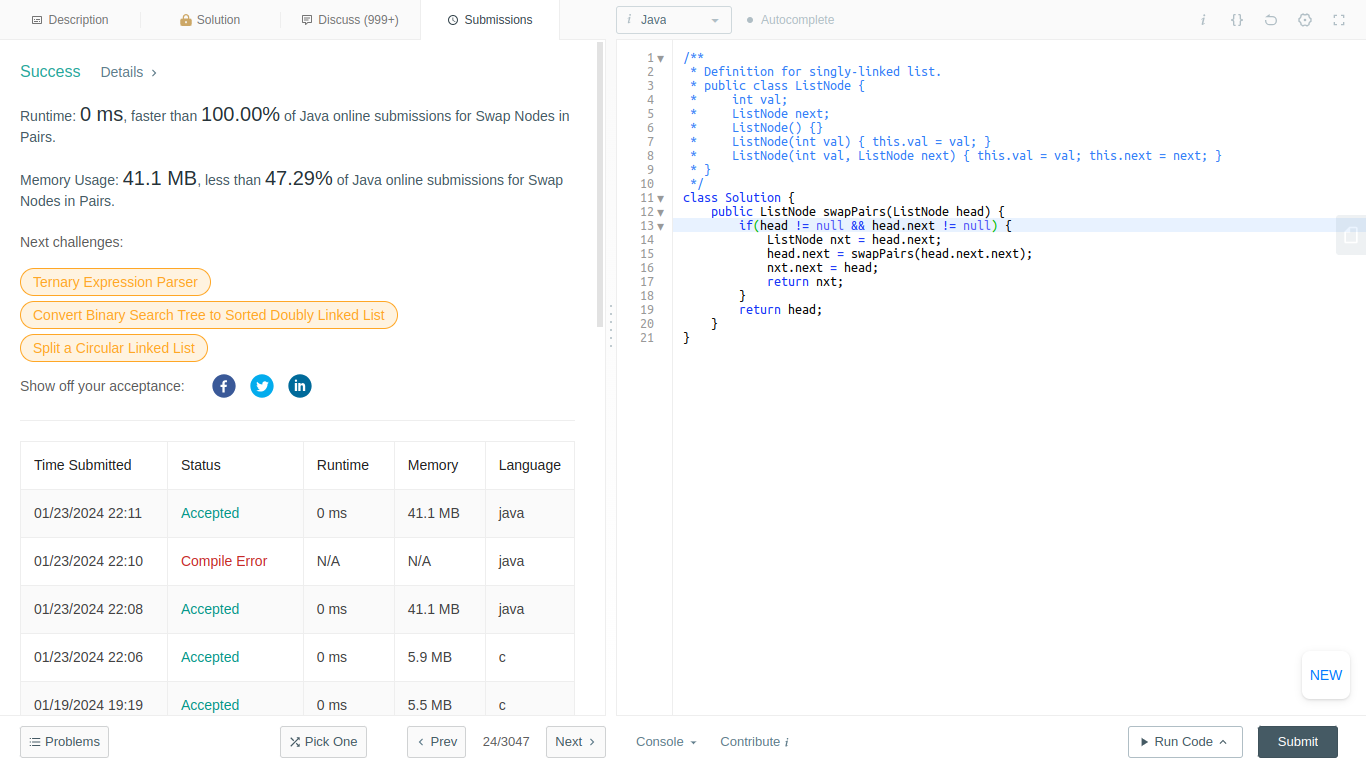 Description
Solution
Discuss (999+)
Submissions
i Java
Autocomplete
i {}
Success Details
Runtime: 0 ms, faster than 100.00% of Java online submissions for Swap Nodes in
Pairs.
Memory Usage: 41.1 MB, less than 47.29% of Java online submissions for Swap
Nodes in Pairs.
Next challenges:
Ternary Expression Parser
Convert Binary Search Tree to Sorted Doubly Linked List
Split a Circular Linked List
Show off your acceptance: f in
Time Submitted Status Runtime Memory Language
01/23/2024 22:11 Accepted 0 ms 41.1 MB java
01/23/2024 22:10 Compile Error N/A N/A java
01/23/2024 22:08 Accepted 0 ms 41.1 MB java
01/23/2024 22:06 Accepted 0 ms 5.9 MB c
01/19/2024 19:19 Accepted 0 ms 5.5 MB c
1 /**
2  * Definition for singly-linked list.
3  * public class ListNode {
4  *     int val;
5  *     ListNode next;
6  *     ListNode() {}
7  *     ListNode(int val) { this.val = val; }
8  *     ListNode(int val, ListNode next) { this.val = val; this.next = next; }
9  * }
10  */
11 class Solution {
12     public ListNode swapPairs(ListNode head) {
13         if(head != null && head.next != null) {
14             ListNode nxt = head.next;
15             head.next = swapPairs(head.next.next);
16             nxt.next = head;
17             return nxt;
18         }
19         return head;
20     }
21 }
NEW
Problems
Pick One
Prev
24/3047
Next
Console
Contribute i
Run Code
Submit